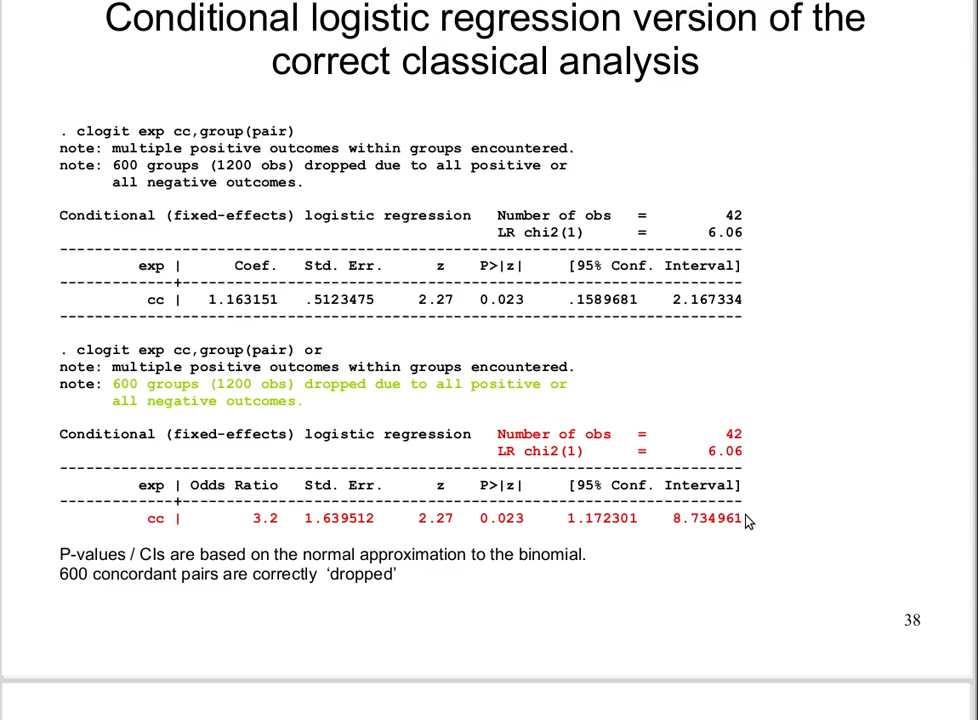 Conditional logistic regression version of the
correct classical analysis
. clogit exp cc,group(pair)
note: multiple positive outcomes within groups encountered.
note: 600 groups (1200 obs) dropped due to all positive or
all negative outcomes.
Conditional (fixed-effects) logistic regression Number of obs = 42
LR chi2(1) = 6.06
------------------------------------------------------------------------------
exp | Coef. Std. Err. z P>|z| [95% Conf. Interval]
-------------+----------------------------------------------------------------
cc | 1.163151 .5123475 2.27 0.023 .1589681 2.167334
------------------------------------------------------------------------------
. clogit exp cc,group(pair) or
note: multiple positive outcomes within groups encountered.
note: 600 groups (1200 obs) dropped due to all positive or
all negative outcomes.
Conditional (fixed-effects) logistic regression Number of obs = 42
LR chi2(1) = 6.06
------------------------------------------------------------------------------
exp | Odds Ratio Std. Err. z P>|z| [95% Conf. Interval]
-------------+----------------------------------------------------------------
cc | 3.2 1.639512 2.27 0.023 1.172301 8.734961
P-values / CIs are based on the normal approximation to the binomial.
600 concordant pairs are correctly ‘dropped’
38